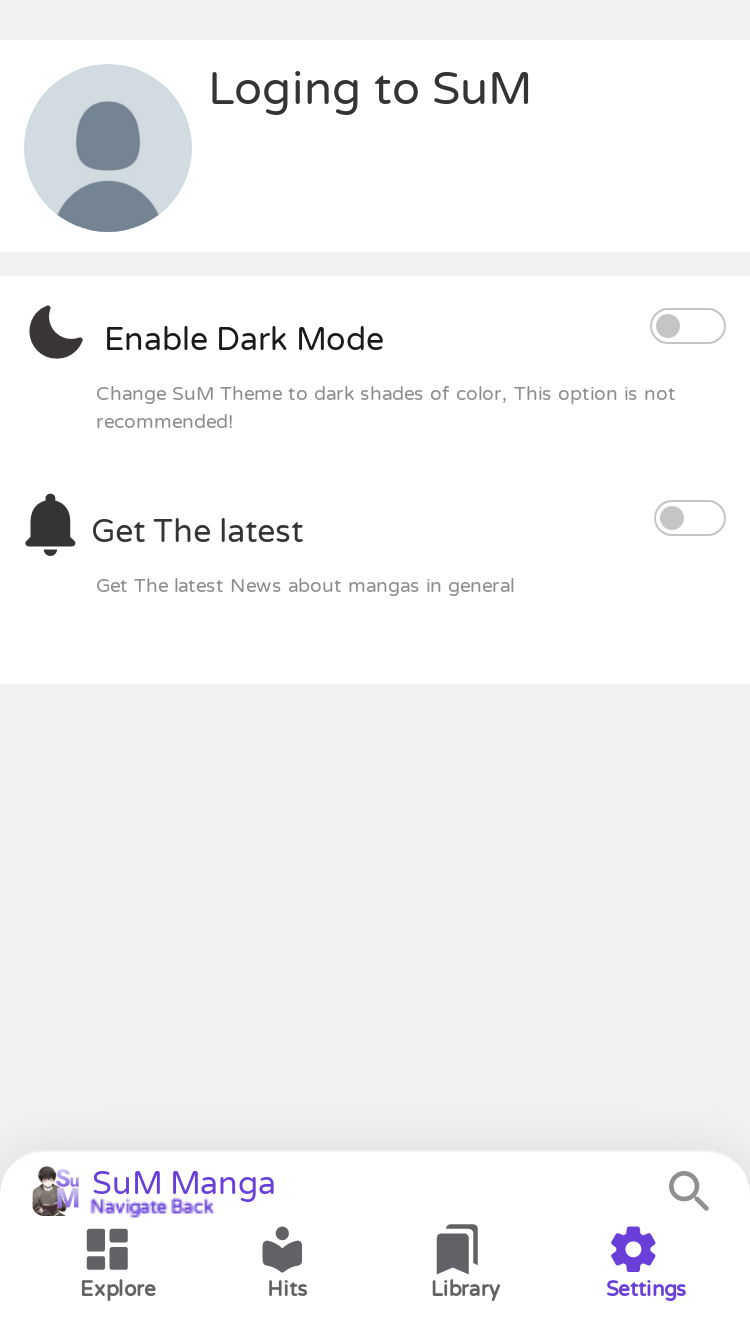 Loging to SuM
Enable Dark Mode
Change SuM Theme to dark shades of color, This option is not
recommended!
Get The latest
Get The latest News about mangas in general
Su
M
SuM Manga
Navigate Back
Explore
Hits
Library
Settings